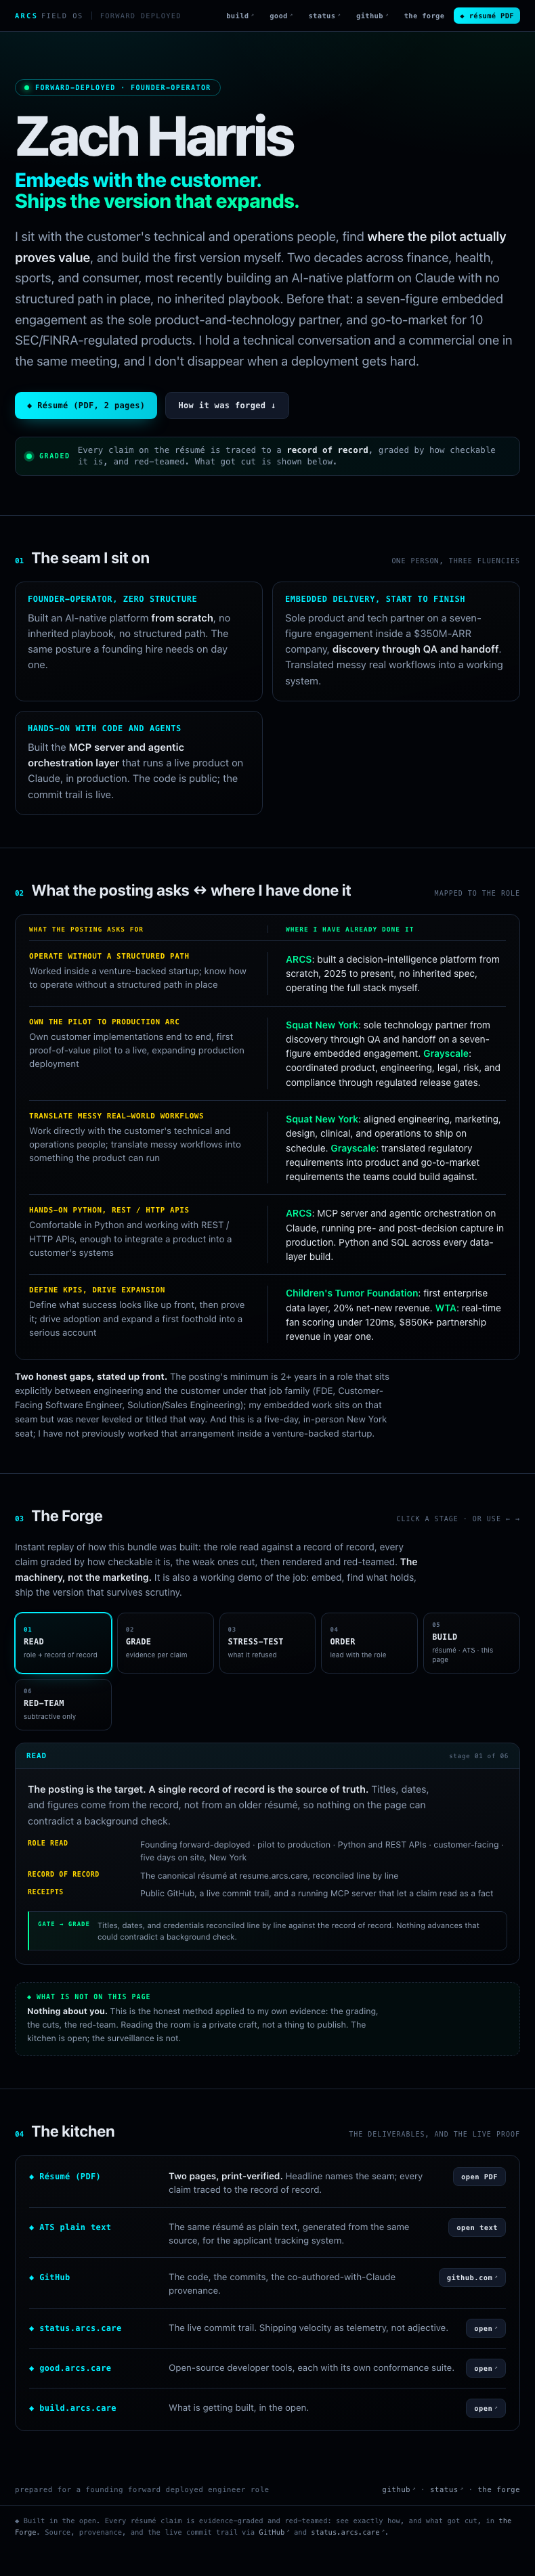 ARCS FIELD OS | FORWARD DEPLOYED
build↗ good↗ status↗ github↗ the forge ◆ résumé PDF
FORWARD-DEPLOYED · FOUNDER-OPERATOR
Zach Harris
Embeds with the customer.
Ships the version that expands.
I sit with the customer's technical and operations people, find where the pilot actually
proves value, and build the first version myself. Two decades across finance, health,
sports, and consumer, most recently building an AI-native platform on Claude with no
structured path in place, no inherited playbook. Before that: a seven-figure embedded
engagement as the sole product-and-technology partner, and go-to-market for 10
SEC/FINRA-regulated products. I hold a technical conversation and a commercial one in
the same meeting, and I don't disappear when a deployment gets hard.
◆ Résumé (PDF, 2 pages)
How it was forged ↓
GRADED
Every claim on the résumé is traced to a record of record, graded by how checkable
it is, and red-teamed. What got cut is shown below.
01 The seam I sit on
ONE PERSON, THREE FLUENCIES
FOUNDER-OPERATOR, ZERO STRUCTURE
Built an AI-native platform from scratch, no
inherited playbook, no structured path. The
same posture a founding hire needs on day
one.
EMBEDDED DELIVERY, START TO FINISH
Sole product and tech partner on a seven-
figure engagement inside a $350M-ARR
company, discovery through QA and handoff.
Translated messy real workflows into a working
system.
HANDS-ON WITH CODE AND AGENTS
Built the MCP server and agentic
orchestration layer that runs a live product on
Claude, in production. The code is public; the
commit trail is live.
02 What the posting asks ↔ where I have done it
MAPPED TO THE ROLE
WHAT THE POSTING ASKS FOR
WHERE I HAVE ALREADY DONE IT
OPERATE WITHOUT A STRUCTURED PATH
Worked inside a venture-backed startup; know how
to operate without a structured path in place
ARCS: built a decision-intelligence platform from
scratch, 2025 to present, no inherited spec,
operating the full stack myself.
OWN THE PILOT TO PRODUCTION ARC
Own customer implementations end to end, first
proof-of-value pilot to a live, expanding production
deployment
Squat New York: sole technology partner from
discovery through QA and handoff on a seven-
figure embedded engagement. Grayscale:
coordinated product, engineering, legal, risk, and
compliance through regulated release gates.
TRANSLATE MESSY REAL-WORLD WORKFLOWS
Work directly with the customer's technical and
operations people; translate messy workflows into
something the product can run
Squat New York: aligned engineering, marketing,
design, clinical, and operations to ship on
schedule. Grayscale: translated regulatory
requirements into product and go-to-market
requirements the teams could build against.
HANDS-ON PYTHON, REST / HTTP APIS
Comfortable in Python and working with REST /
HTTP APIs, enough to integrate a product into a
customer's systems
ARCS: MCP server and agentic orchestration on
Claude, running pre- and post-decision capture in
production. Python and SQL across every data-
layer build.
DEFINE KPIS, DRIVE EXPANSION
Define what success looks like up front, then prove
it; drive adoption and expand a first foothold into a
serious account
Children's Tumor Foundation: first enterprise
data layer, 20% net-new revenue. WTA: real-time
fan scoring under 120ms, $850K+ partnership
revenue in year one.
Two honest gaps, stated up front. The posting's minimum is 2+ years in a role that sits
explicitly between engineering and the customer under that job family (FDE, Customer-
Facing Software Engineer, Solution/Sales Engineering); my embedded work sits on that
seam but was never leveled or titled that way. And this is a five-day, in-person New York
seat; I have not previously worked that arrangement inside a venture-backed startup.
03 The Forge
CLICK A STAGE · OR USE ← →
Instant replay of how this bundle was built: the role read against a record of record, every
claim graded by how checkable it is, the weak ones cut, then rendered and red-teamed. The
machinery, not the marketing. It is also a working demo of the job: embed, find what holds,
ship the version that survives scrutiny.
01
READ
role + record of record
02
GRADE
evidence per claim
03
STRESS-TEST
what it refused
04
ORDER
lead with the role
05
BUILD
résumé · ATS · this
page
06
RED-TEAM
subtractive only
READ
stage 01 of 06
The posting is the target. A single record of record is the source of truth. Titles, dates,
and figures come from the record, not from an older résumé, so nothing on the page can
contradict a background check.
ROLE READ
Founding forward-deployed · pilot to production · Python and REST APIs · customer-facing ·
five days on site, New York
RECORD OF RECORD
The canonical résumé at resume.arcs.care, reconciled line by line
RECEIPTS
Public GitHub, a live commit trail, and a running MCP server that let a claim read as a fact
GATE → GRADE
Titles, dates, and credentials reconciled line by line against the record of record. Nothing advances that
could contradict a background check.
◆ WHAT IS NOT ON THIS PAGE
Nothing about you. This is the honest method applied to my own evidence: the grading,
the cuts, the red-team. Reading the room is a private craft, not a thing to publish. The
kitchen is open; the surveillance is not.
04 The kitchen
THE DELIVERABLES, AND THE LIVE PROOF
◆ Résumé (PDF)
Two pages, print-verified. Headline names the seam; every
claim traced to the record of record.
open PDF
◆ ATS plain text
The same résumé as plain text, generated from the same
source, for the applicant tracking system.
open text
◆ GitHub
The code, the commits, the co-authored-with-Claude
provenance.
github.com↗
◆ status.arcs.care
The live commit trail. Shipping velocity as telemetry, not adjective.
open↗
◆ good.arcs.care
Open-source developer tools, each with its own conformance suite.
open↗
◆ build.arcs.care
What is getting built, in the open.
open↗
prepared for a founding forward deployed engineer role
github↗ · status↗ · the forge
◆ Built in the open. Every résumé claim is evidence-graded and red-teamed: see exactly how, and what got cut, in the
Forge. Source, provenance, and the live commit trail via GitHub↗ and status.arcs.care↗.